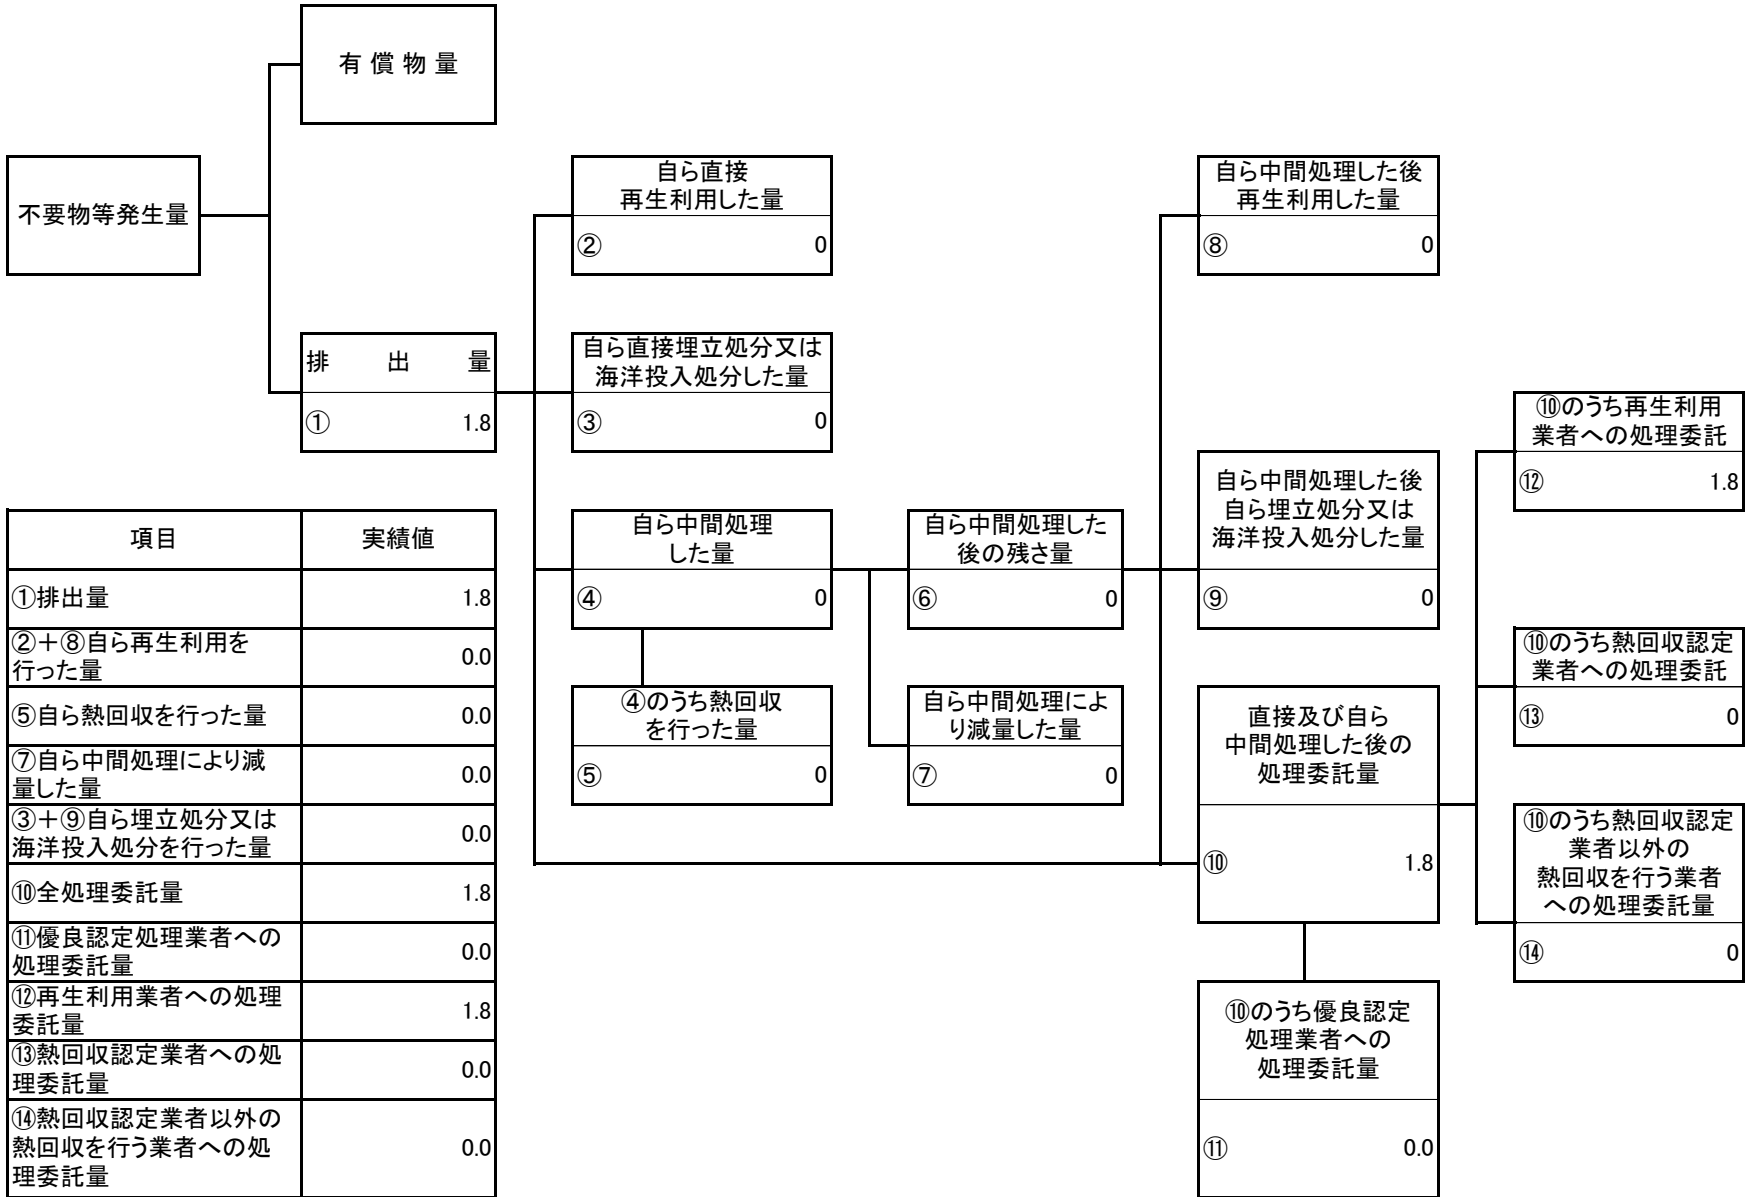 有償物量
不要物等発生量
自ら直接
再生利用した量
② 0
自ら中間処理した後
再生利用した量
⑧ 0
排出量
① 1.8
自ら直接埋立処分又は
海洋投入処分した量
③ 0
⑩のうち再生利用
業者への処理委託
⑫ 1.8
自ら中間処理した後
自ら埋立処分又は
海洋投入処分した量
⑨ 0
自ら中間処理
した量
④ 0
自ら中間処理した
後の残さ量
⑥ 0
⑩のうち熱回収認定
業者への処理委託
⑬ 0
④のうち熱回収
を行った量
⑤ 0
自ら中間処理によ
り減量した量
⑦ 0
直接及び自ら
中間処理した後の
処理委託量
⑩ 1.8
⑩のうち熱回収認定
業者以外の
熱回収を行う業者
への処理委託量
⑭ 0
⑩のうち優良認定
処理業者への
処理委託量
⑪ 0.0
項目 実績値
①排出量 1.8
②+⑧自ら再生利用を
行った量 0.0
⑤自ら熱回収を行った量 0.0
⑦自ら中間処理により減
量した量 0.0
③+⑨自ら埋立処分又は
海洋投入処分を行った量 0.0
⑩全処理委託量 1.8
⑪優良認定処理業者への
処理委託量 0.0
⑫再生利用業者への処理
委託量 1.8
⑬熱回収認定業者への処
理委託量 0.0
⑭熱回収認定業者以外の
熱回収を行う業者への処
理委託量 0.0